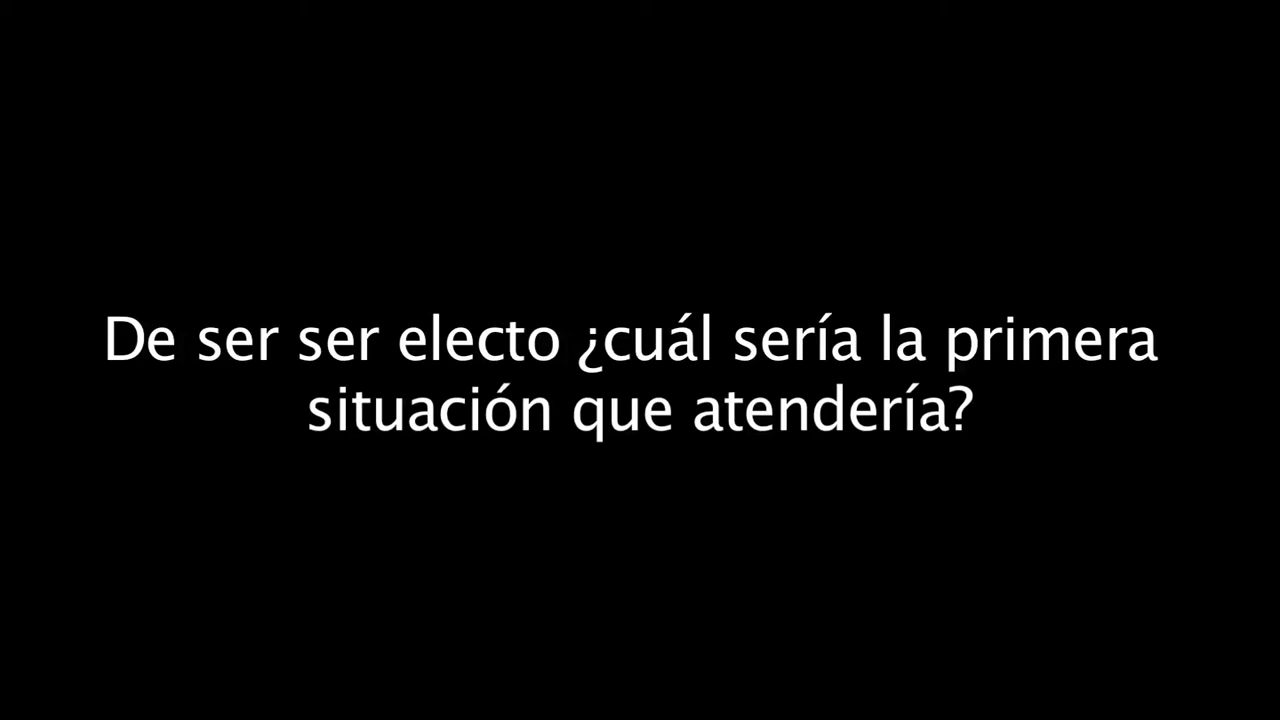 De ser ser electo ¿cuál sería la primera
situación que atendería?